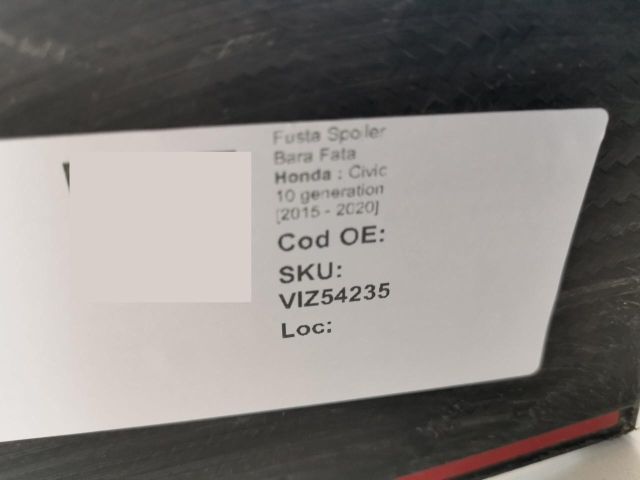 Fusta Spoiler
Bara Fata
Honda : Civic
10 generation
[2015 - 2020]
Cod OE:
SKU:
VIZ54235
Loc: